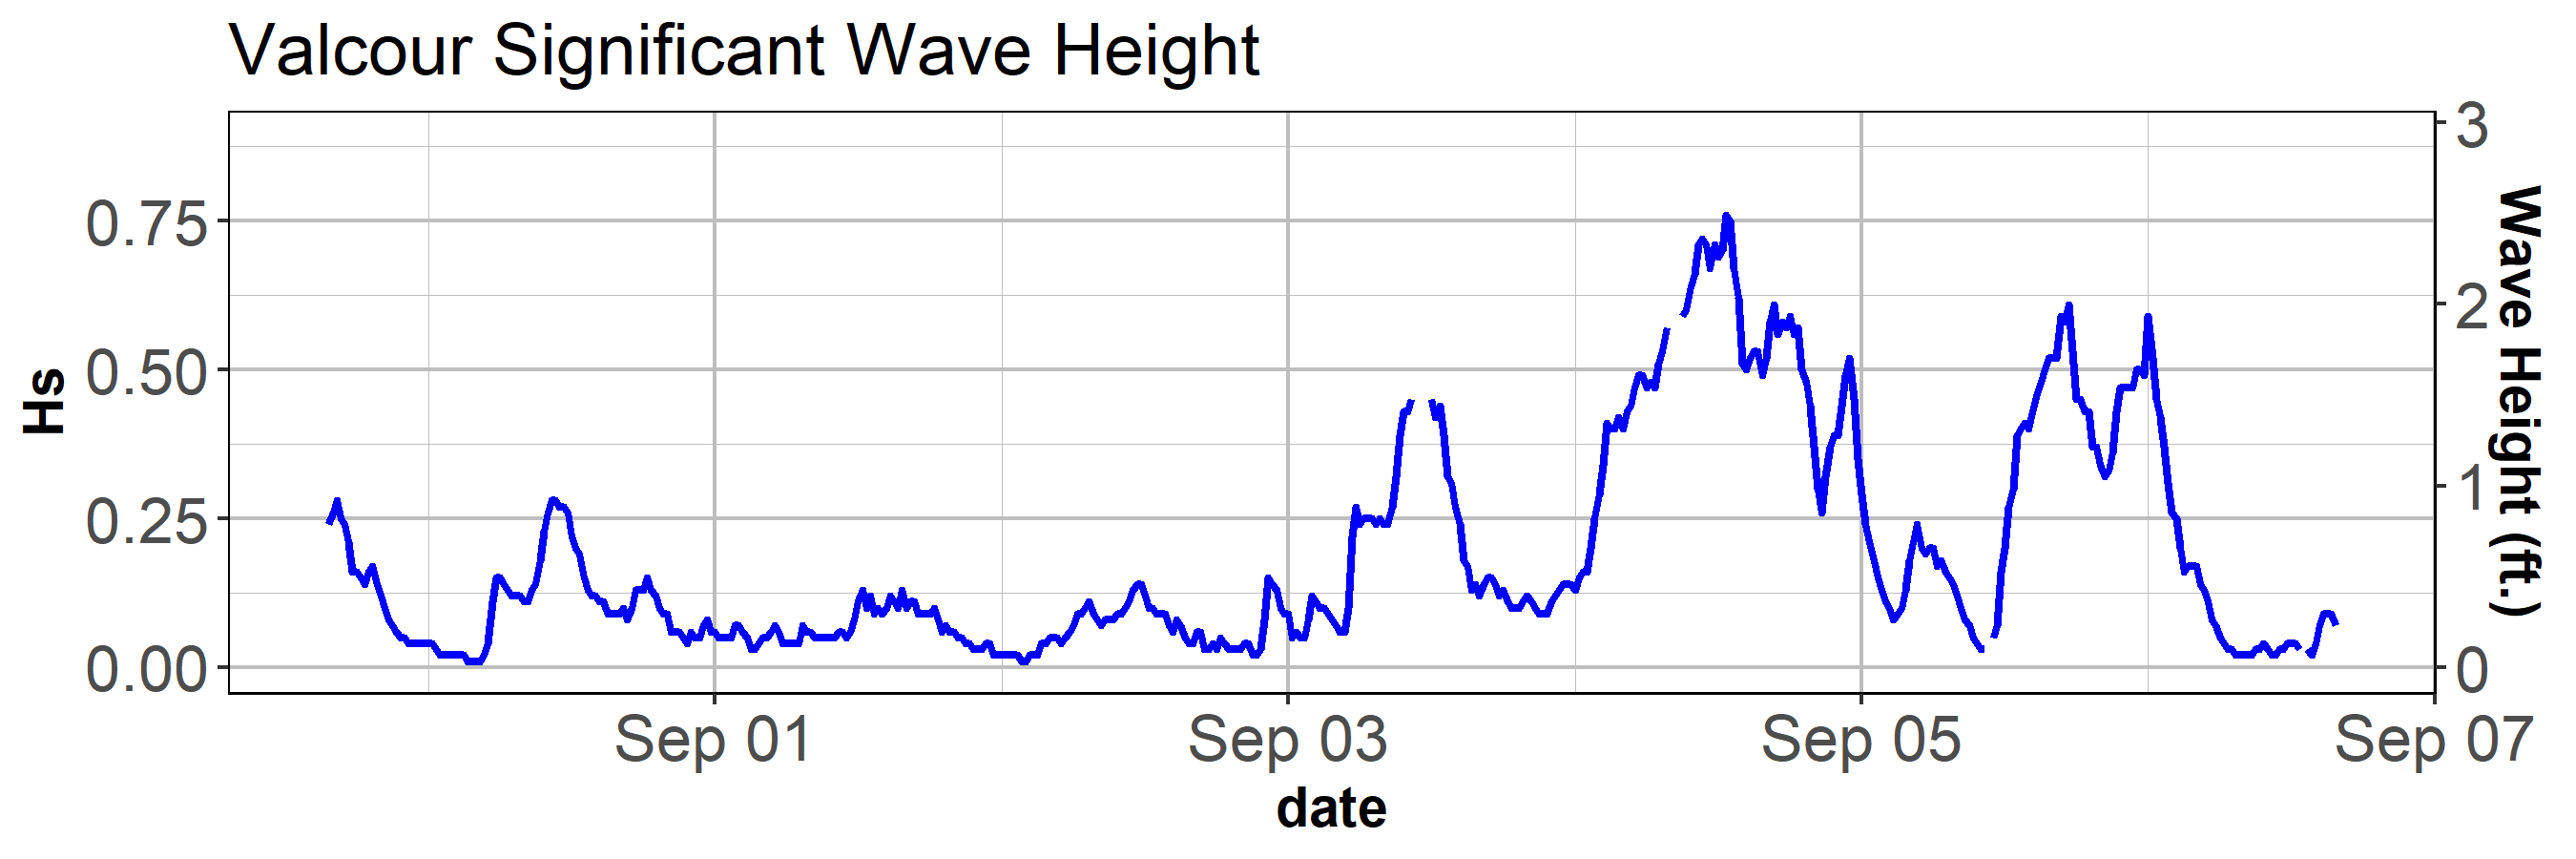 Valcour Significant Wave Height
Hs
0.75
0.50
0.25
0.00
3
2
1
0
Wave Height (ft.)
Sep 01 Sep 03 Sep 05 Sep 07
date